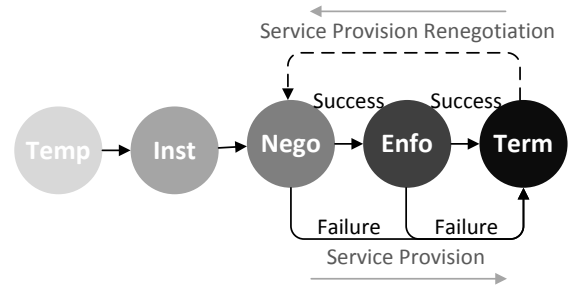 Service Provision Renegotiation
Success
Success
Temp
Inst
Nego
Enfo
Term
Failure
Failure
Service Provision